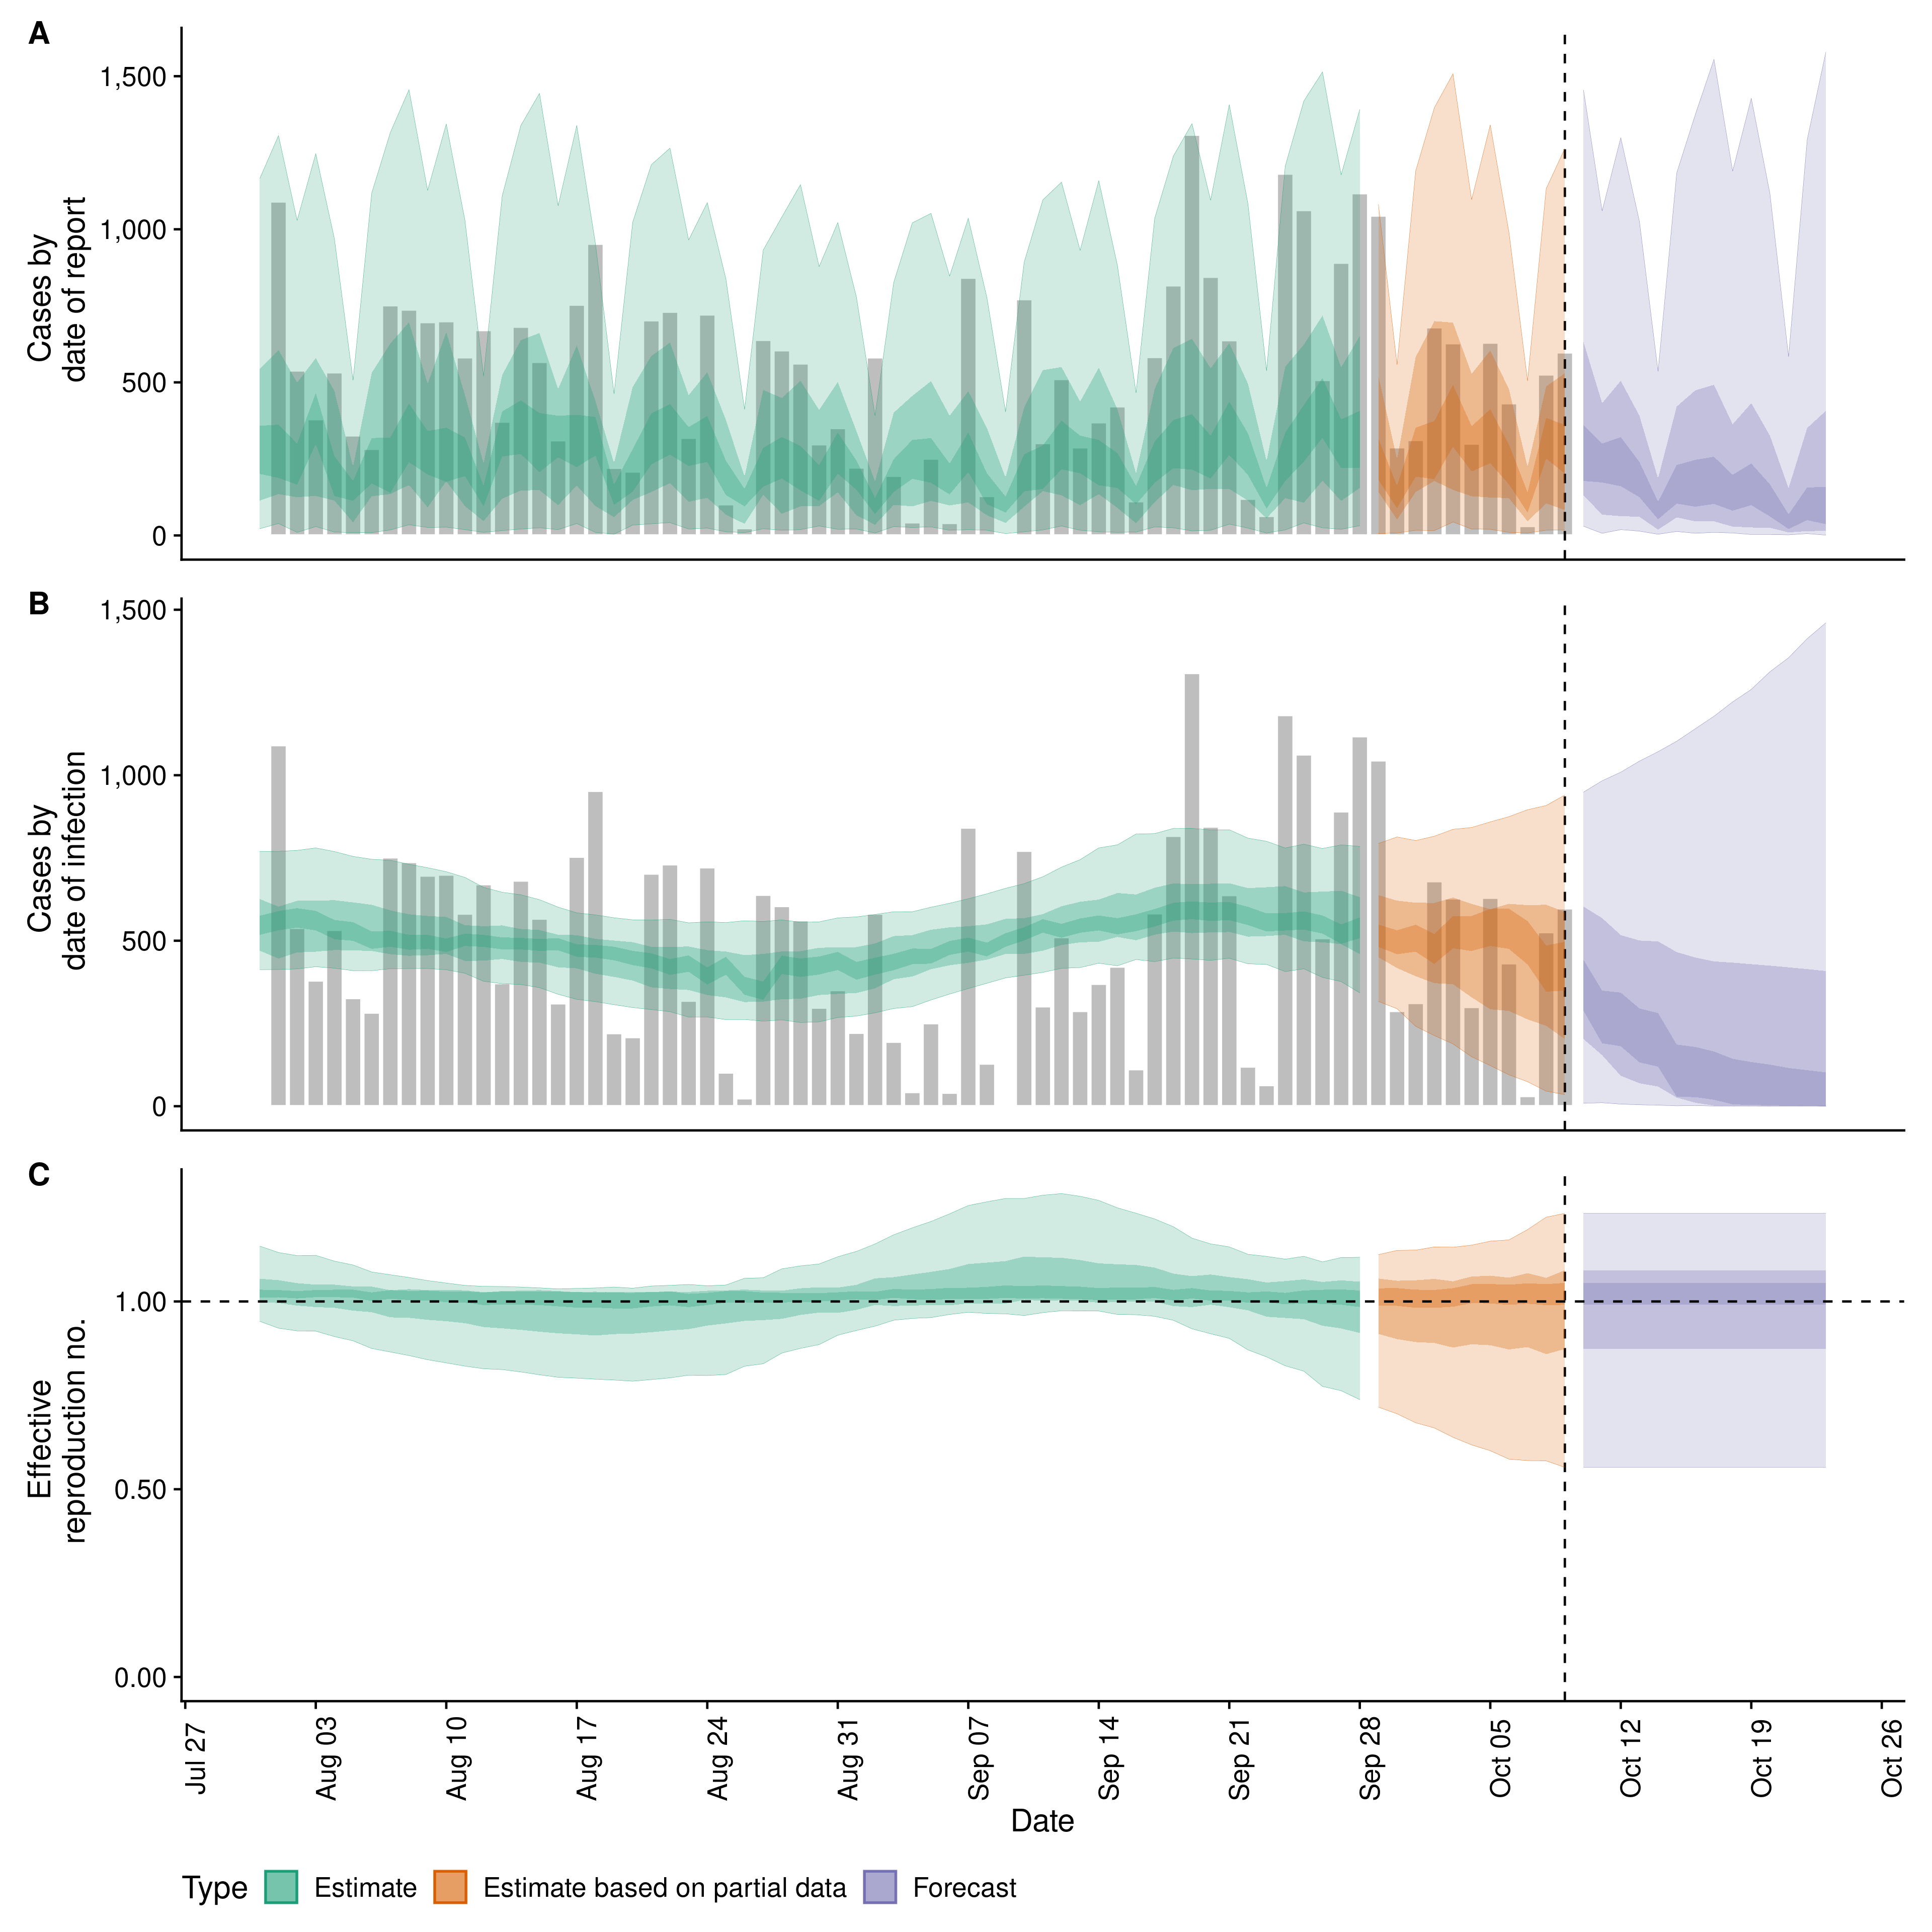 A
1,500
1,000
500
0
Cases by
date of report
B
1,500
1,000
500
0
Cases by
date of infection
C
1.00
0.50
0.00
Effective
reproduction no.
Jul 27
Aug 03
Aug 10
Aug 17
Aug 24
Aug 31
Sep 07
Sep 14
Sep 21
Sep 28
Oct 05
Oct 12
Oct 19
Oct 26
Date
Type Estimate Estimate based on partial data Forecast